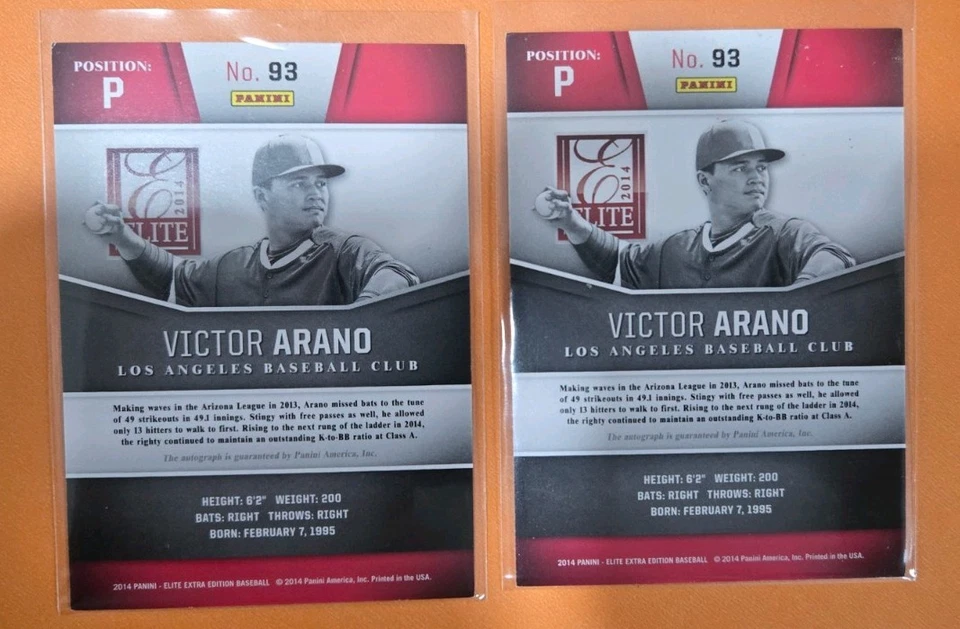 POSITION:
P
No. 93
PANINI
E
2014
ELITE
VICTOR ARANO
LOS ANGELES BASEBALL CLUB
Making waves in the Arizona League in 2013, Arano missed bats to the tune
of 49 strikeouts in 49.1 innings. Stingy with free passes as well, he allowed
only 13 hitters to walk to first. Rising to the next rung of the ladder in 2014,
the righty continued to maintain an outstanding K-to-BB ratio at Class A.
The autograph is guaranteed by Panini America, Inc.
HEIGHT: 6'2" WEIGHT: 200
BATS: RIGHT THROWS: RIGHT
BORN: FEBRUARY 7, 1995
2014 PANINI - ELITE EXTRA EDITION BASEBALL © 2014 Panini America, Inc. Printed in the USA.
POSITION:
P
No. 93
PANINI
E
2014
ELITE
VICTOR ARANO
LOS ANGELES BASEBALL CLUB
Making waves in the Arizona League in 2013, Arano missed bats to the tune
of 49 strikeouts in 49.1 innings. Stingy with free passes as well, he allowed
only 13 hitters to walk to first. Rising to the next rung of the ladder in 2014,
the righty continued to maintain an outstanding K-to-BB ratio at Class A.
The autograph is guaranteed by Panini America, Inc.
HEIGHT: 6'2" WEIGHT: 200
BATS: RIGHT THROWS: RIGHT
BORN: FEBRUARY 7, 1995
2014 PANINI - ELITE EXTRA EDITION BASEBALL © 2014 Panini America, Inc. Printed in the USA.